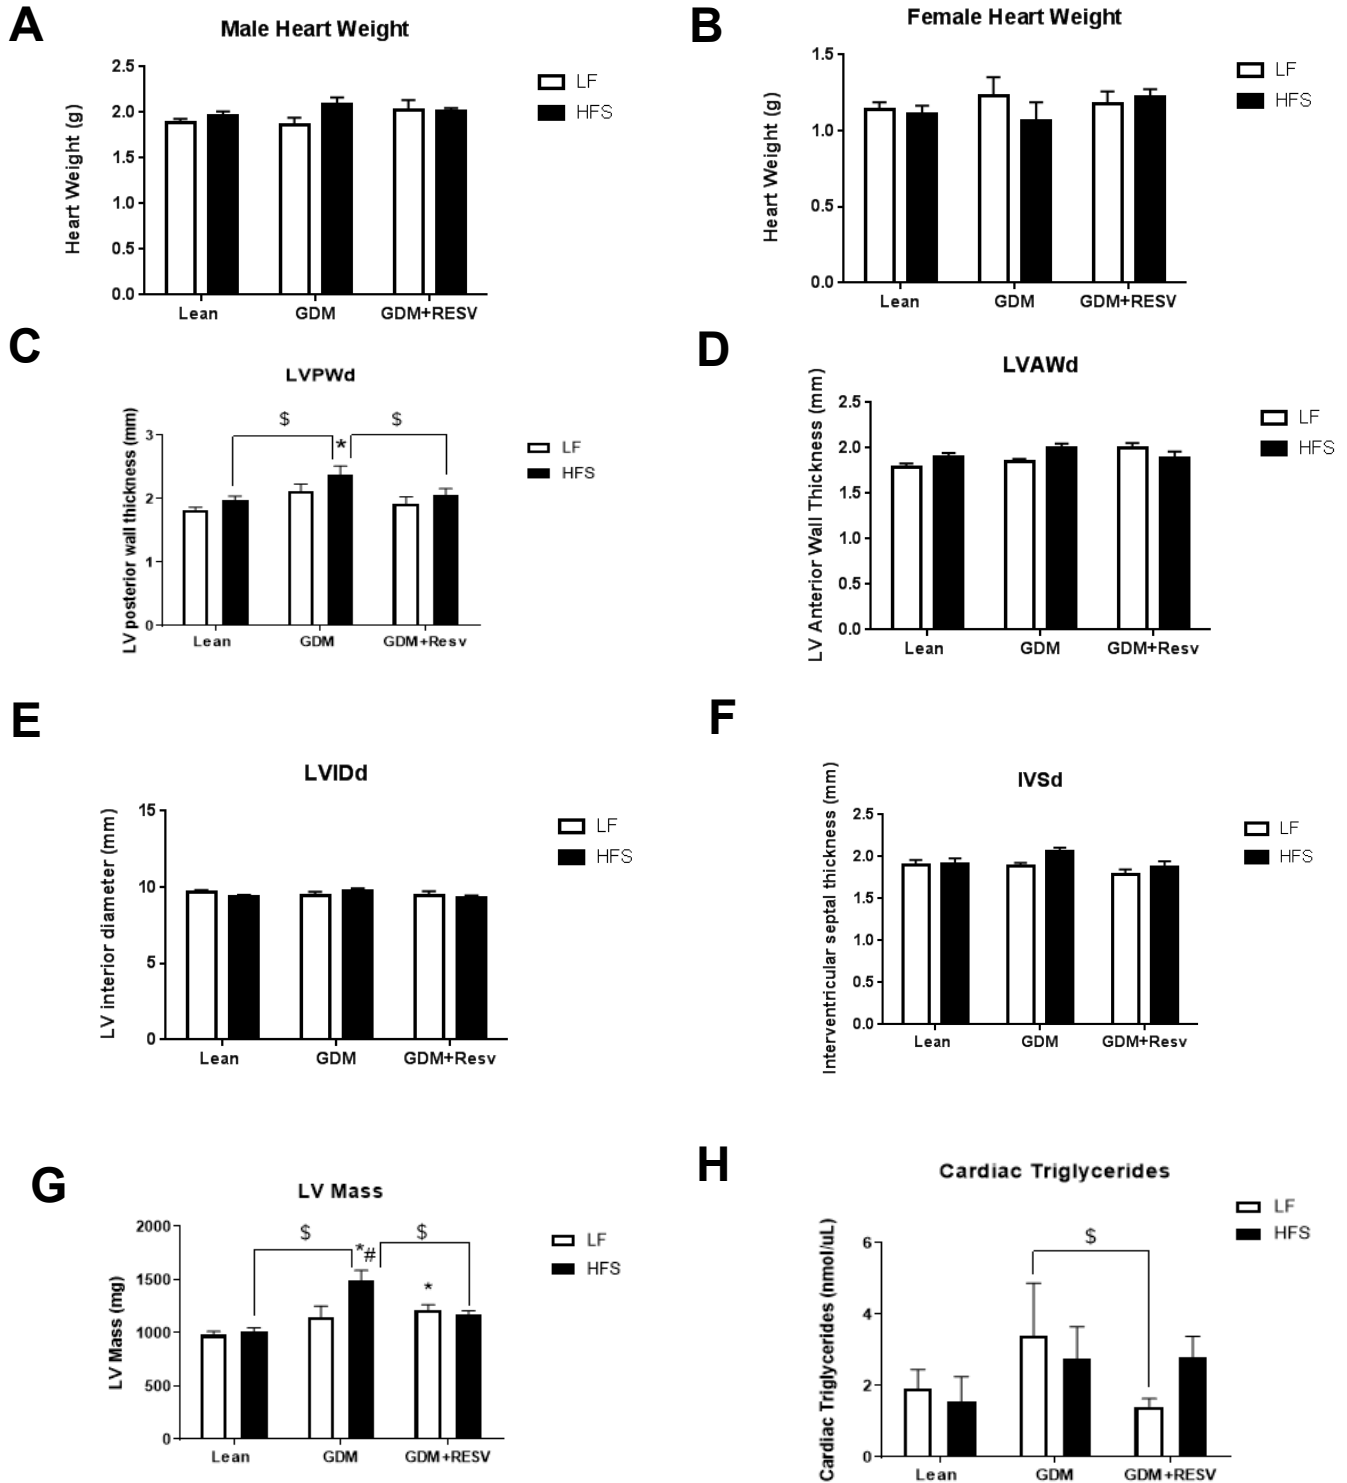 A
Male Heart Weight
Heart Weight (g)
2.5
2.0
1.5
1.0
0.5
0.0
Lean
GDM
GDM+RESV
LF
HFS
B
Female Heart Weight
Heart Weight (g)
1.5
1.0
0.5
0.0
Lean
GDM
GDM+RESV
LF
HFS
C
LVPWd
LV posterior wall thickness (mm)
3
2
1
0
$
*
$
Lean
GDM
GDM+Resv
LF
HFS
D
LVAWd
LV Anterior Wall Thickness (mm)
2.5
2.0
1.5
1.0
0.5
0.0
Lean
GDM
GDM+Resv
LF
HFS
E
LVIDd
LV interior diameter (mm)
15
10
5
0
Lean
GDM
GDM+Resv
LF
HFS
F
IVSd
Interventricular septal thickness (mm)
2.5
2.0
1.5
1.0
0.5
0.0
Lean
GDM
GDM+Resv
LF
HFS
G
LV Mass
LV Mass (mg)
2000
1500
1000
500
0
$
*#
$
*
Lean
GDM
GDM+RESV
LF
HFS
H
Cardiac Triglycerides
Cardiac Triglycerides (nmol/uL)
6
4
2
0
$
Lean
GDM
GDM+RESV
LF
HFS